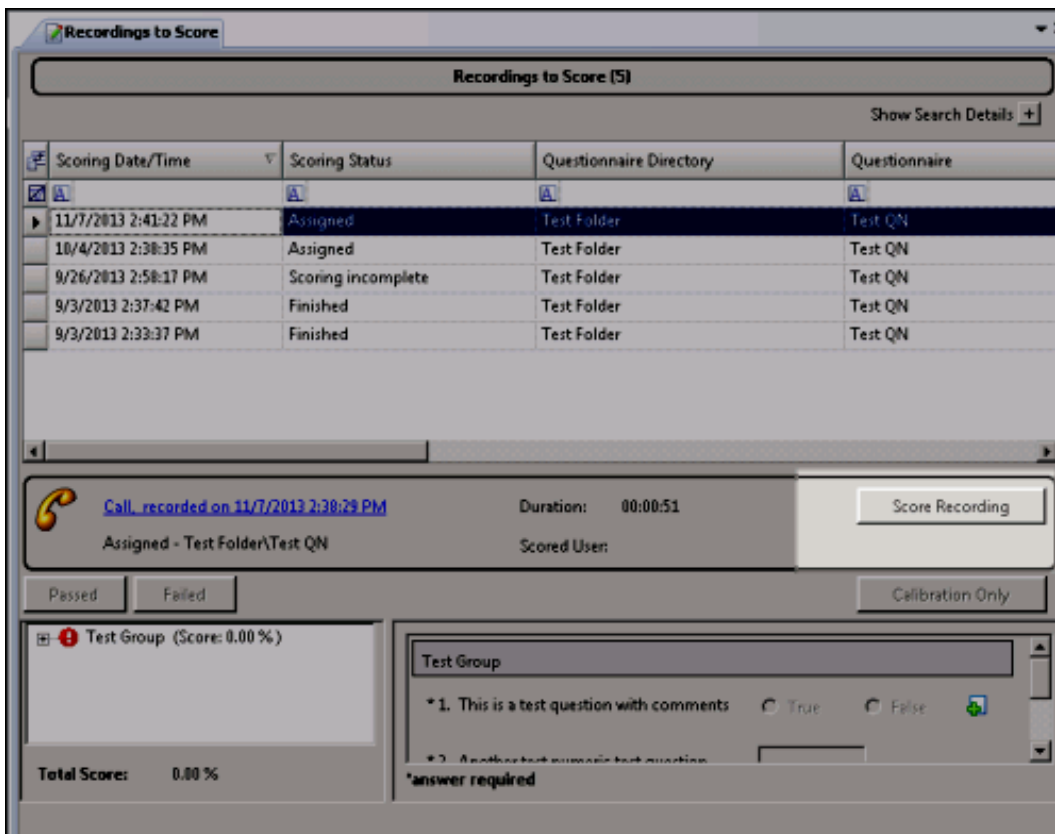 Recordings to Score
Recordings to Score (5)
Show Search Details +
Scoring Date/Time Scoring Status Questionnaire Directory Questionnaire
A A A A
11/7/2013 2:41:22 PM Assigned Test Folder Test QN
10/4/2013 2:38:35 PM Assigned Test Folder Test QN
9/26/2013 2:58:17 PM Scoring incomplete Test Folder Test QN
9/3/2013 2:37:42 PM Finished Test Folder Test QN
9/3/2013 2:33:37 PM Finished Test Folder Test QN
Call, recorded on 11/7/2013 2:38:29 PM Duration: 00:00:51 Score Recording
Assigned - Test Folder\Test QN Scored User:
Passed Failed Calibration Only
Test Group (Score: 0.00 %)
Total Score: 0.00 %
Test Group
* 1. This is a test question with comments True False
* 2. Another test numeric test question
*answer required